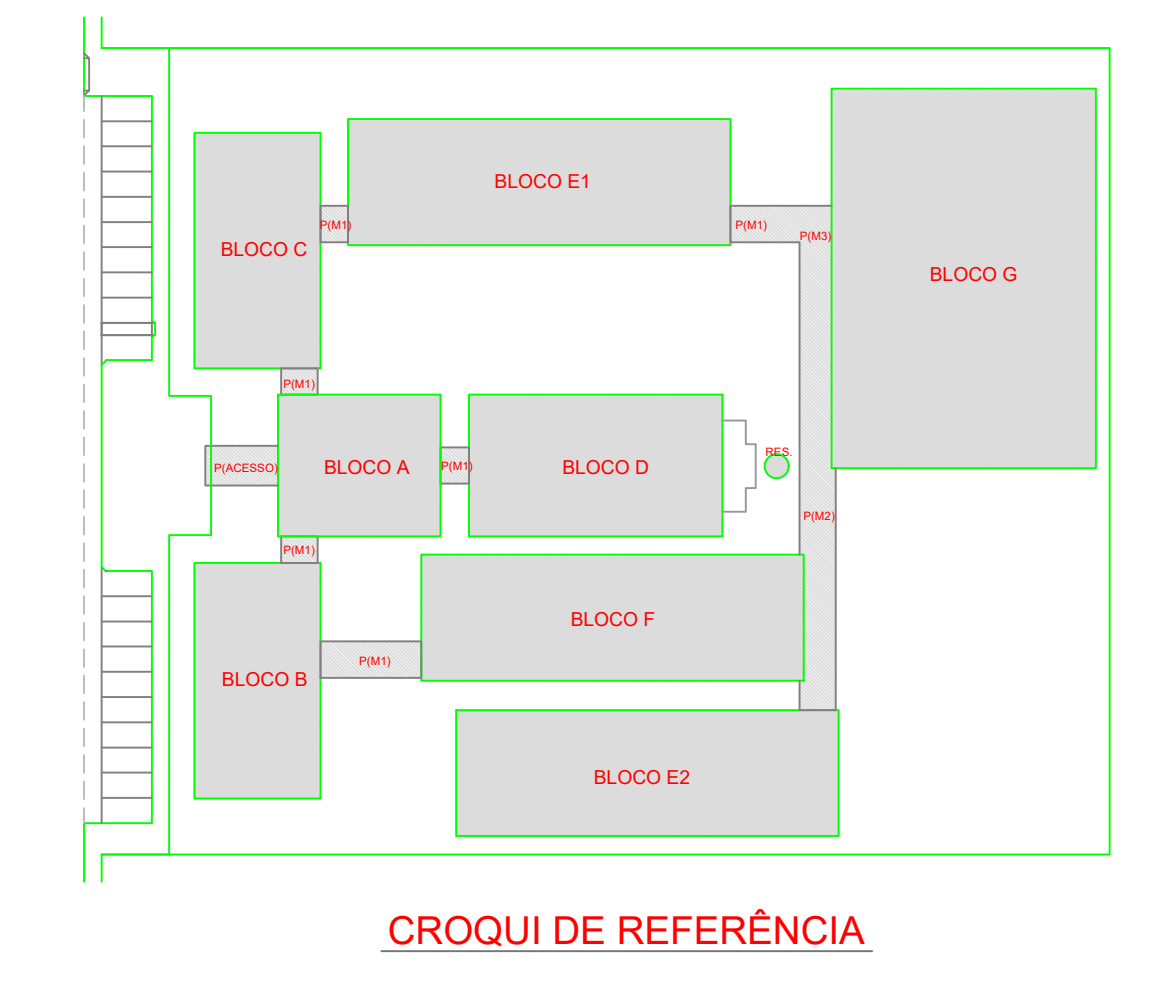 BLOCO E1
P(M1)
P(M1)
P(M3)
BLOCO C
BLOCO G
P(M1)
RES.
P(ACESSO)
BLOCO A
P(M1)
BLOCO D
P(M2)
P(M1)
BLOCO F
P(M1)
BLOCO B
BLOCO E2
CROQUI DE REFERÊNCIA